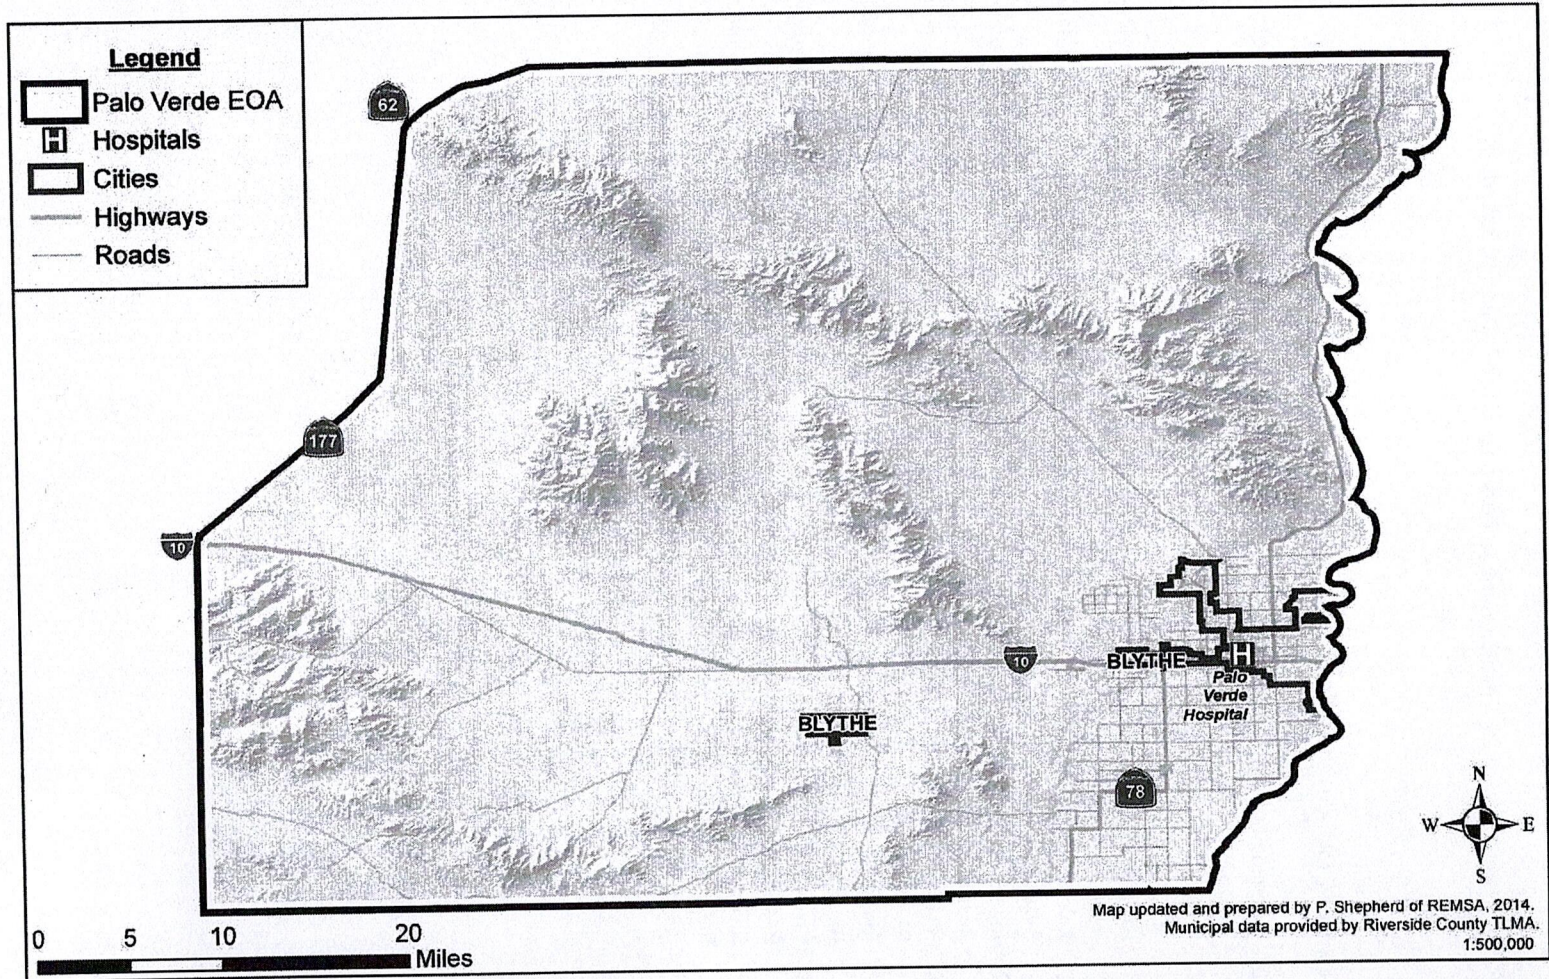 Legend
Palo Verde EOA
H Hospitals
Cities
Highways
Roads
62
177
10
10
BLYTHE
H
Palo
Verde
Hospital
BLYTHE
78
N
W E
S
Map updated and prepared by P. Shepherd of REMSA, 2014.
Municipal data provided by Riverside County TLMA.
1:500,000
0 5 10 20
Miles